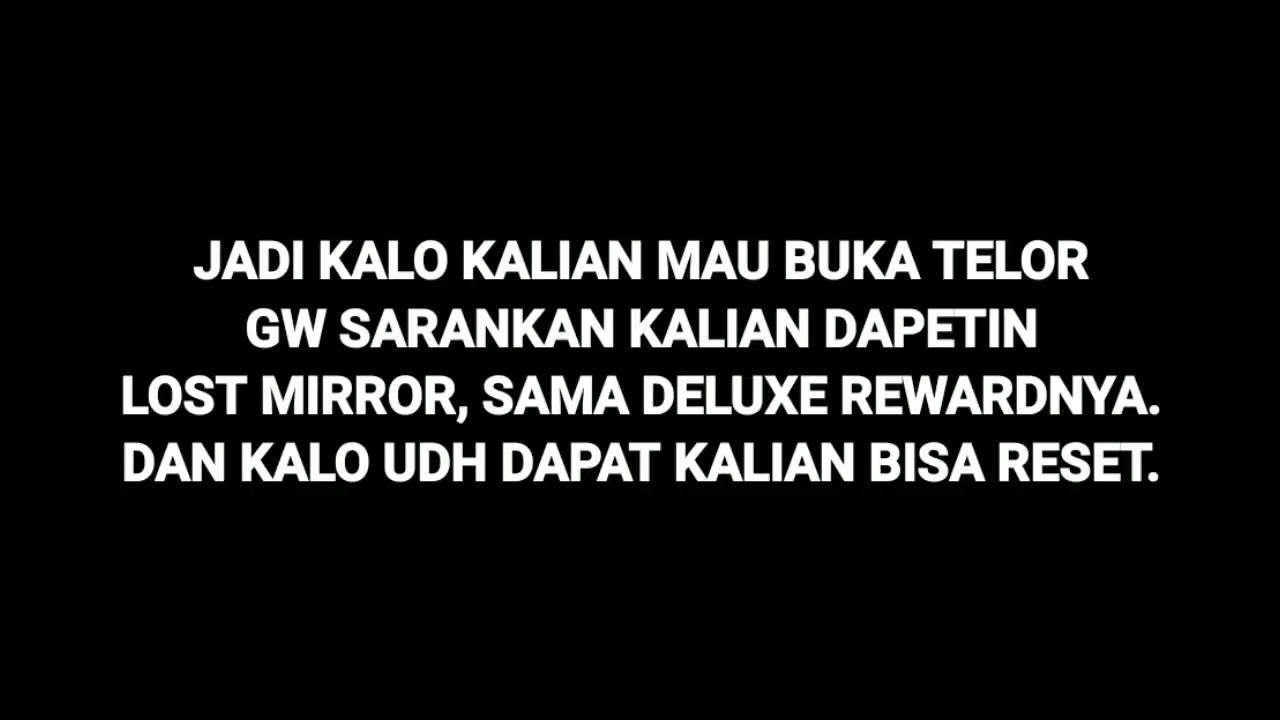 JADI KALO KALIAN MAU BUKA TELOR
GW SARANKAN KALIAN DAPETIN
LOST MIRROR, SAMA DELUXE REWARDNYA.
DAN KALO UDH DAPAT KALIAN BISA RESET.